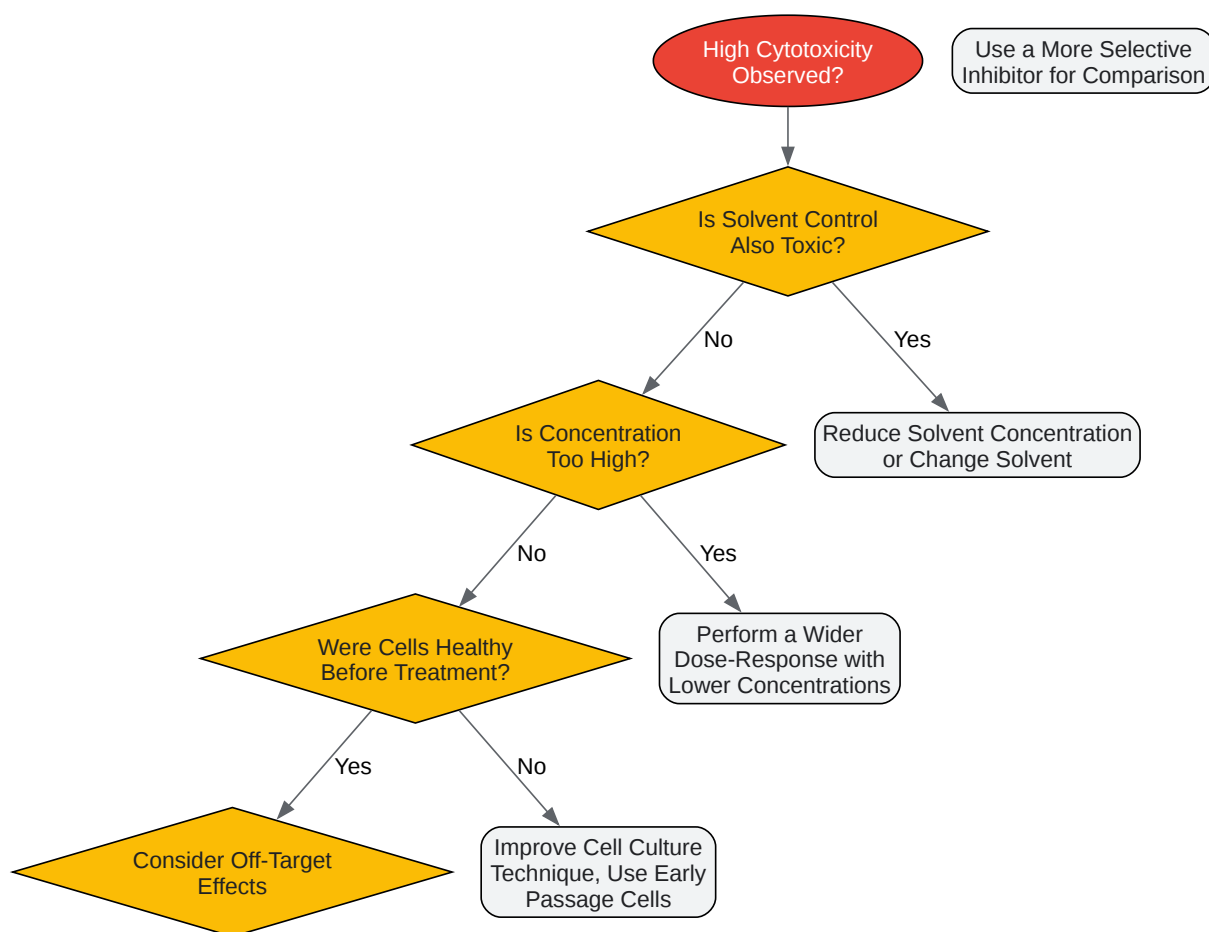 High Cytotoxicity
Observed?
Use a More Selective
Inhibitor for Comparison
Is Solvent Control
Also Toxic?
No
Yes
Is Concentration
Too High?
Reduce Solvent Concentration
or Change Solvent
No
Yes
Were Cells Healthy
Before Treatment?
Perform a Wider
Dose-Response with
Lower Concentrations
Yes
No
Consider Off-Target
Effects
Improve Cell Culture
Technique, Use Early
Passage Cells